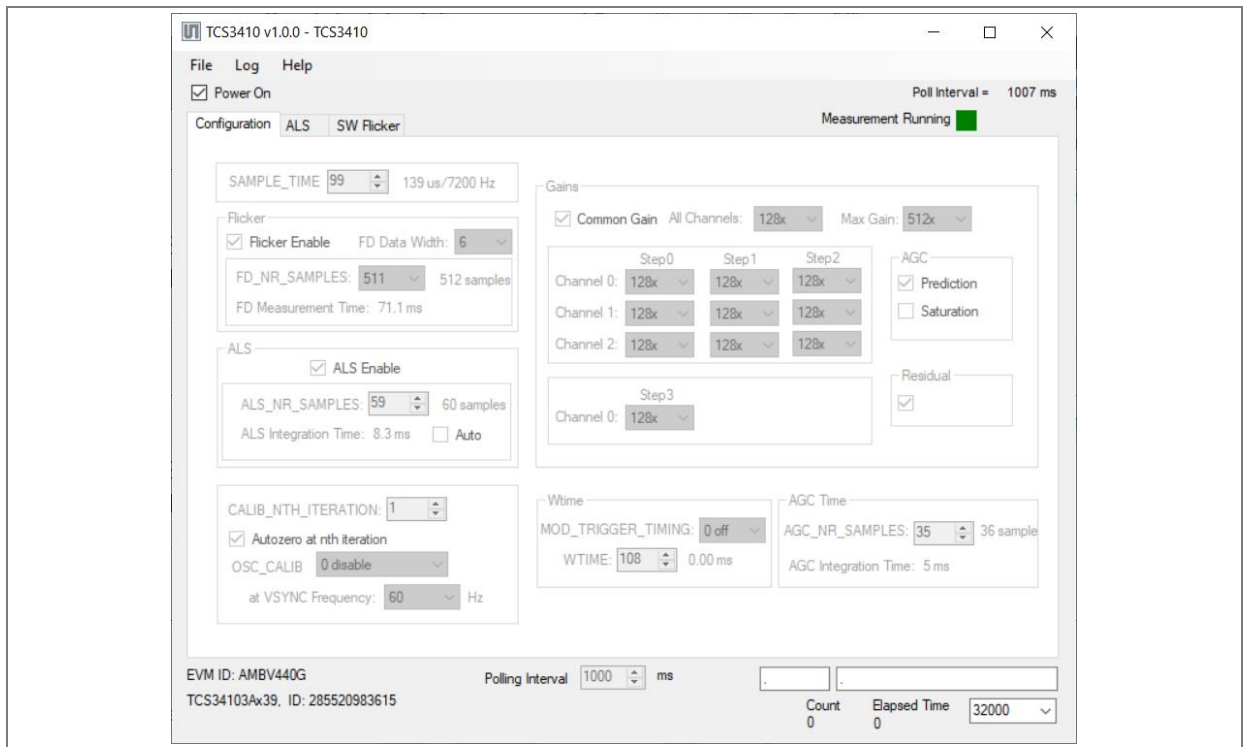 TCS3410 v1.0.0 - TCS3410
File Log Help
Power On
Poll Interval = 1007 ms
Configuration ALS SW Flicker
Measurement Running
SAMPLE_TIME 99 139 us/7200 Hz
Flicker
Flicker Enable FD Data Width: 6
FD_NR_SAMPLES: 511 512 samples
FD Measurement Time: 71.1 ms
ALS
ALS Enable
ALS_NR_SAMPLES: 59 60 samples
ALS Integration Time: 8.3 ms Auto
CALIB_NTH_ITERATION: 1
Autozero at nth iteration
OSC_CALIB 0 disable
at VSYNC Frequency: 60 Hz
Gains
Common Gain All Channels: 128x Max Gain: 512x
Step0 Step1 Step2
Channel 0: 128x 128x 128x
Channel 1: 128x 128x 128x
Channel 2: 128x 128x 128x
AGC
Prediction
Saturation
Step3
Channel 0: 128x
Residual
Wtime
MOD_TRIGGER_TIMING: 0 off
WTIME: 108 0.00 ms
AGC Time
AGC_NR_SAMPLES: 35 36 sample
AGC Integration Time: 5 ms
EVM ID: AMBV440G
TCS34103Ax39, ID: 285520983615
Polling Interval 1000 ms
. .
Count Elapsed Time 32000
0 0